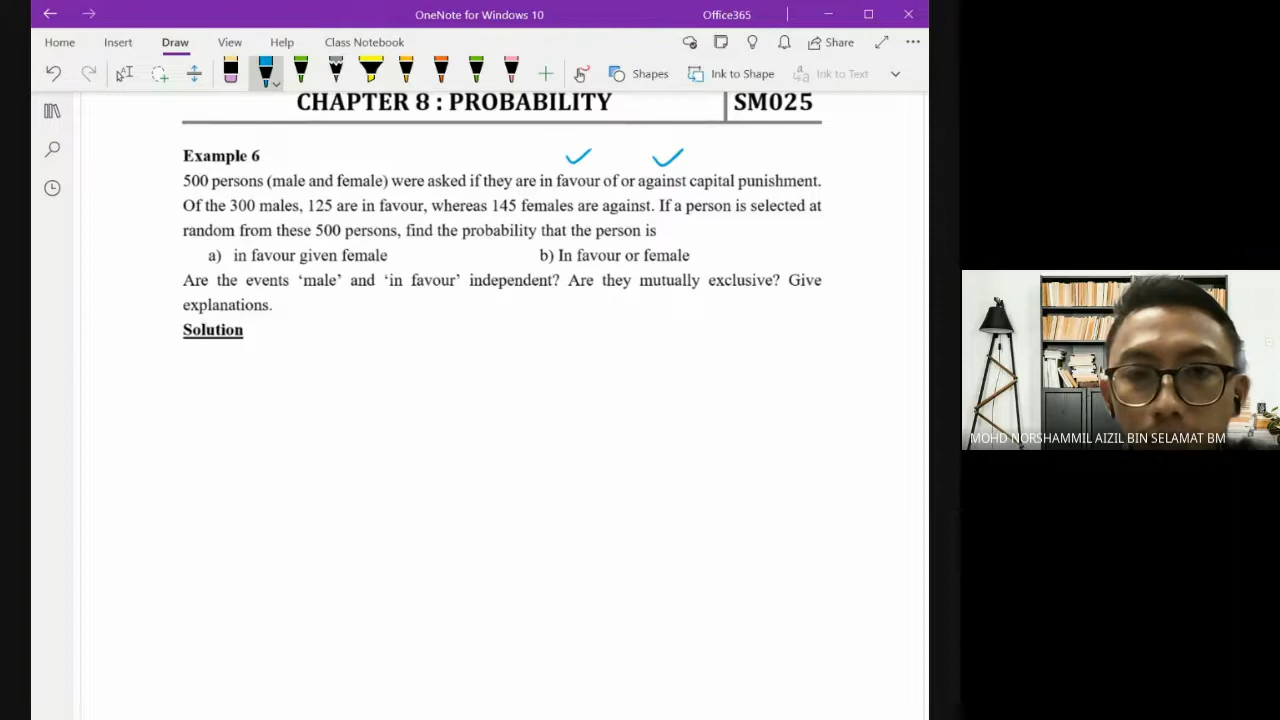 OneNote for Windows 10
Office365
Home
Insert
Draw
View
Help
Class Notebook
Share
Shapes
Ink to Shape
Ink to Text
CHAPTER 8 : PROBABILITY
SM025
Example 6
500 persons (male and female) were asked if they are in favour of or against capital punishment.
Of the 300 males, 125 are in favour, whereas 145 females are against. If a person is selected at
random from these 500 persons, find the probability that the person is
a) in favour given female
b) In favour or female
Are the events ‘male’ and ‘in favour’ independent? Are they mutually exclusive? Give
explanations.
Solution
MOHD NORSHAMMIL AIZIL BIN SELAMAT BM